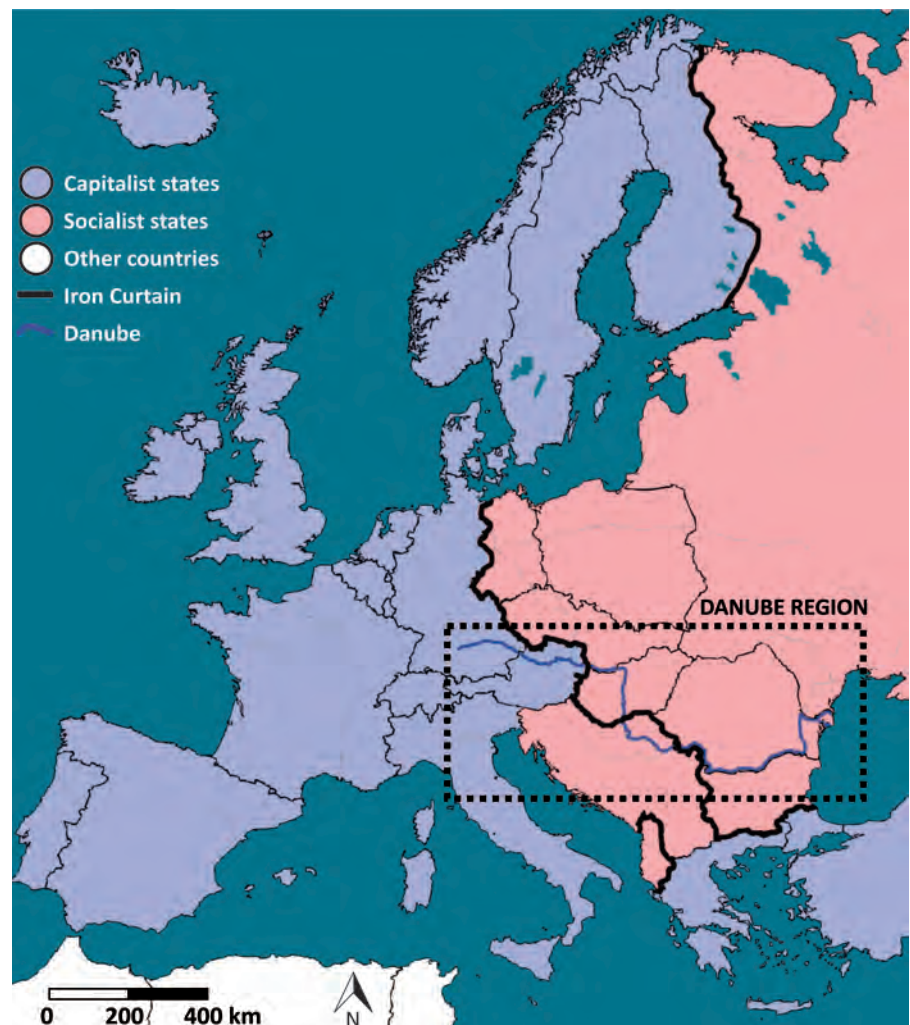 Capitalist states
Socialist states
Other countries
Iron Curtain
Danube
DANUBE REGION
0 200 400 km
N